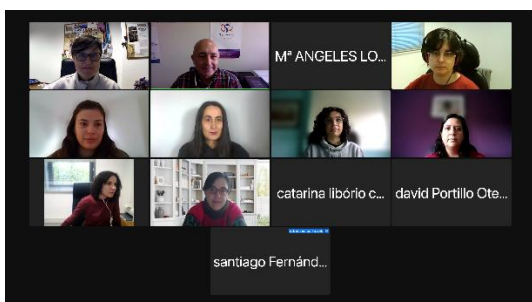 Mª ANGELES LO...
catarina libório c...
david Portillo Ote...
santiago Fernánd...